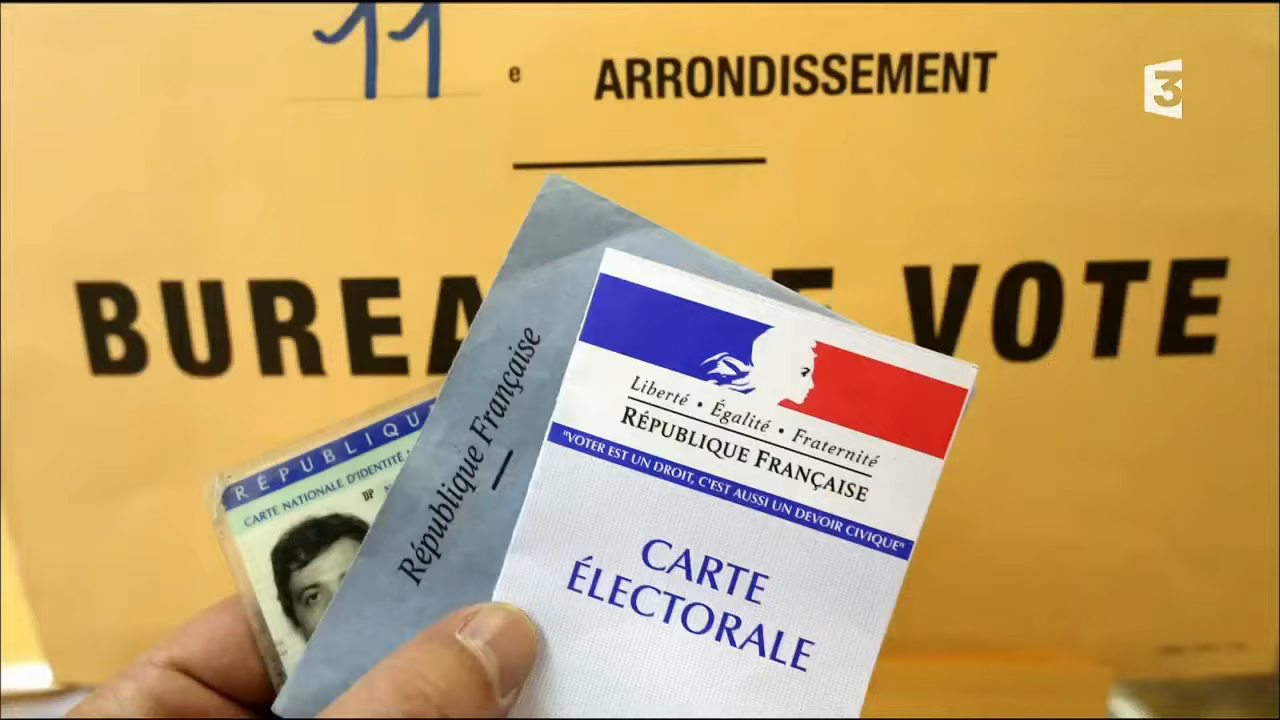 11 e ARRONDISSEMENT
3
BUREA E VOTE
RÉPUBLIQU
CARTE NATIONALE D'IDENTITÉ
République Française
Liberté • Égalité • Fraternité
RÉPUBLIQUE FRANÇAISE
"VOTER EST UN DROIT, C'EST AUSSI UN DEVOIR CIVIQUE"
CARTE
ÉLECTORALE